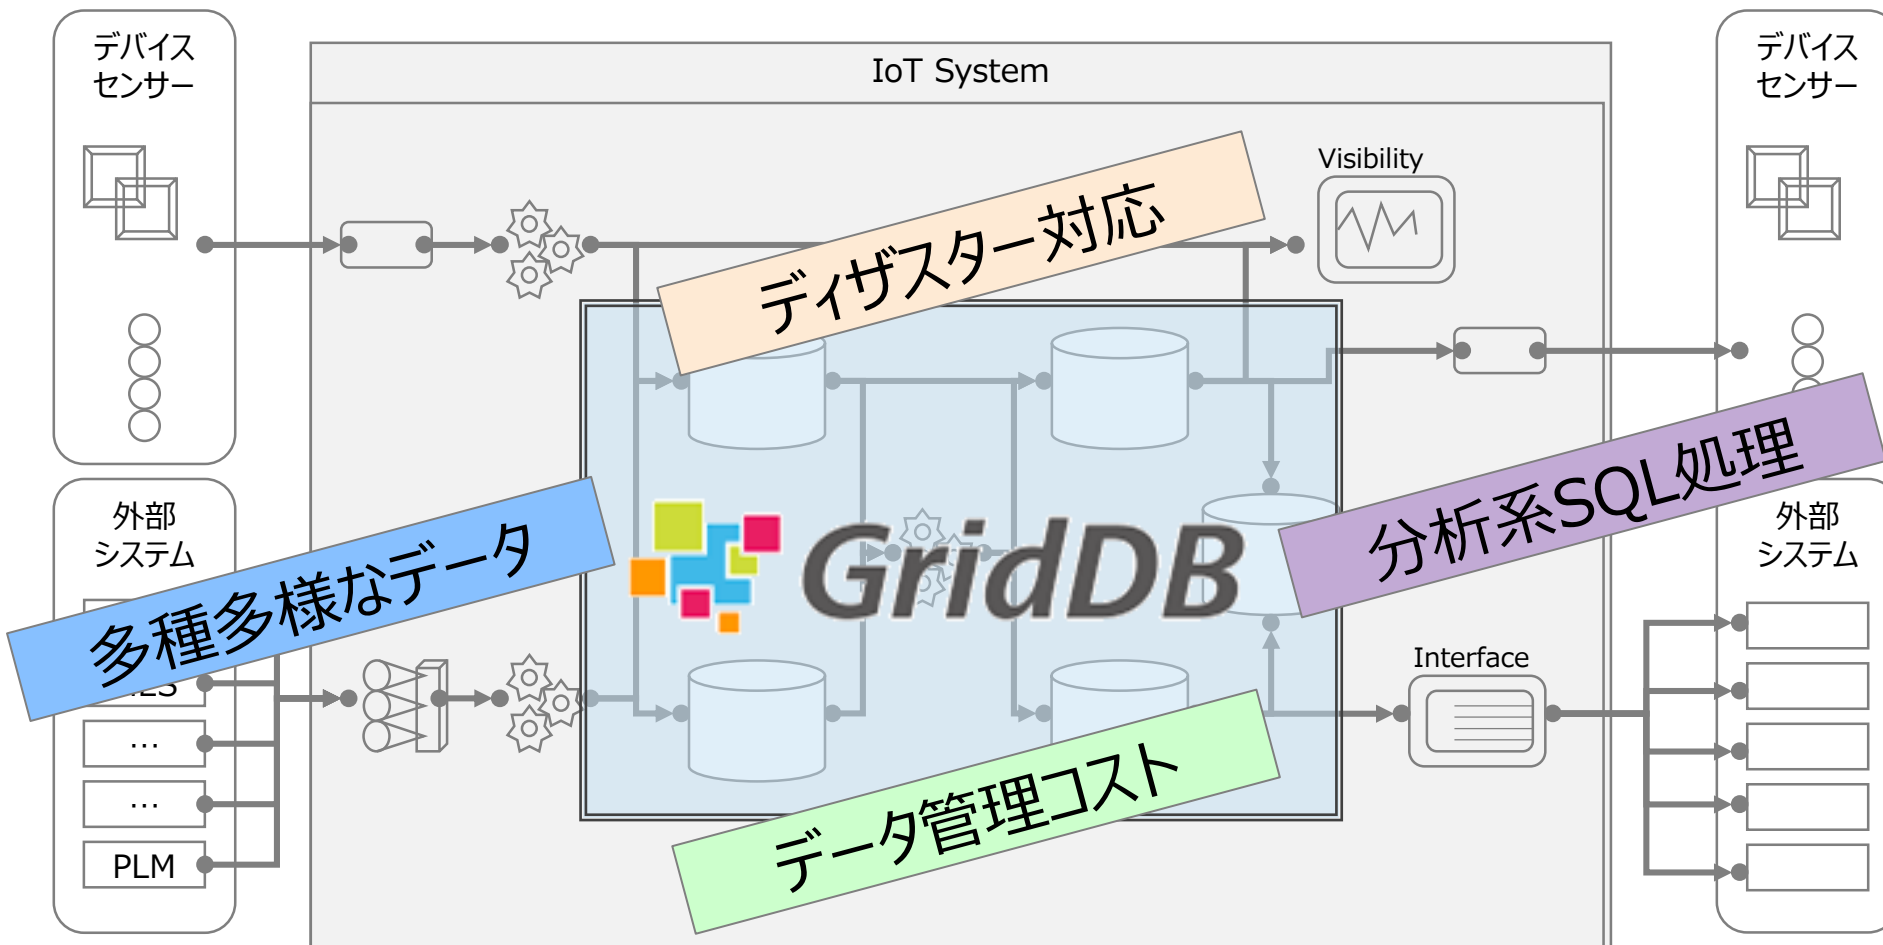 デバイス
センサー
IoT System
デバイス
センサー
Visibility
ディザスター対応
分析系SQL処理
外部
システム
多種多様なデータ
GridDB
外部
システム
Interface
…
…
データ管理コスト
PLM